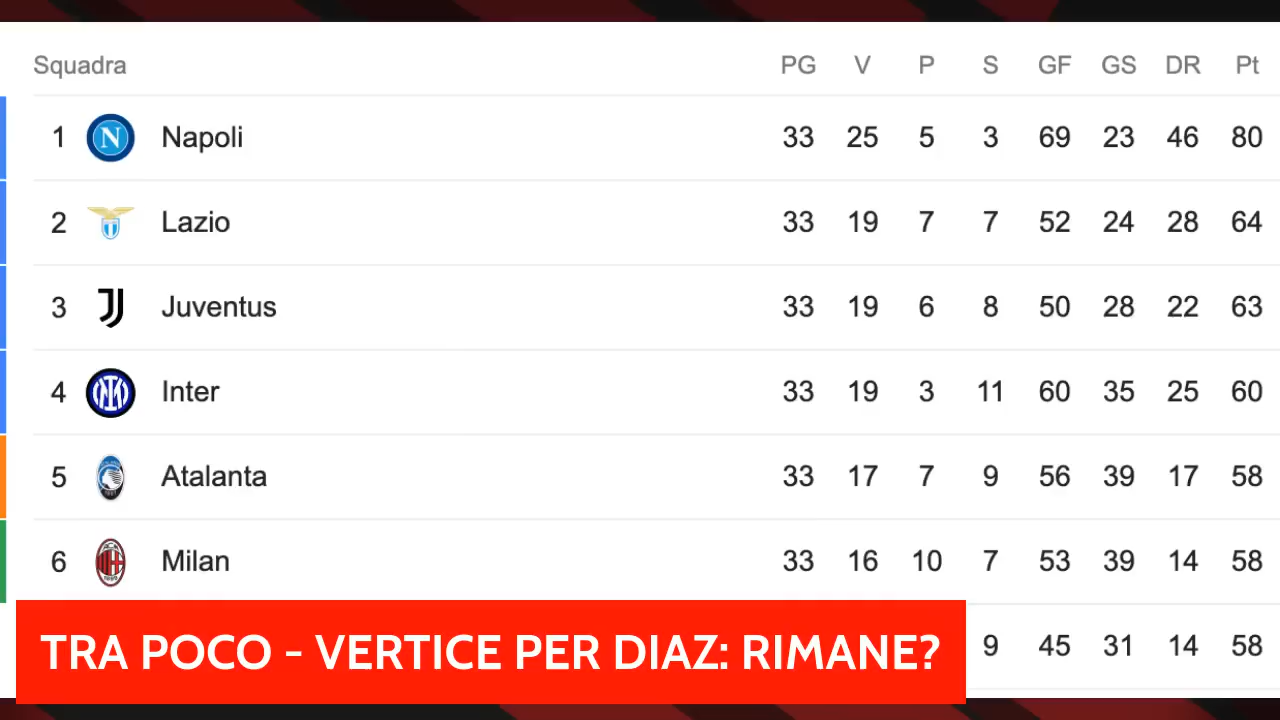 Squadra PG V P S GF GS DR Pt
1 Napoli 33 25 5 3 69 23 46 80
2 Lazio 33 19 7 7 52 24 28 64
3 Juventus 33 19 6 8 50 28 22 63
4 Inter 33 19 3 11 60 35 25 60
5 Atalanta 33 17 7 9 56 39 17 58
6 Milan 33 16 10 7 53 39 14 58
9 45 31 14 58
TRA POCO - VERTICE PER DIAZ: RIMANE?